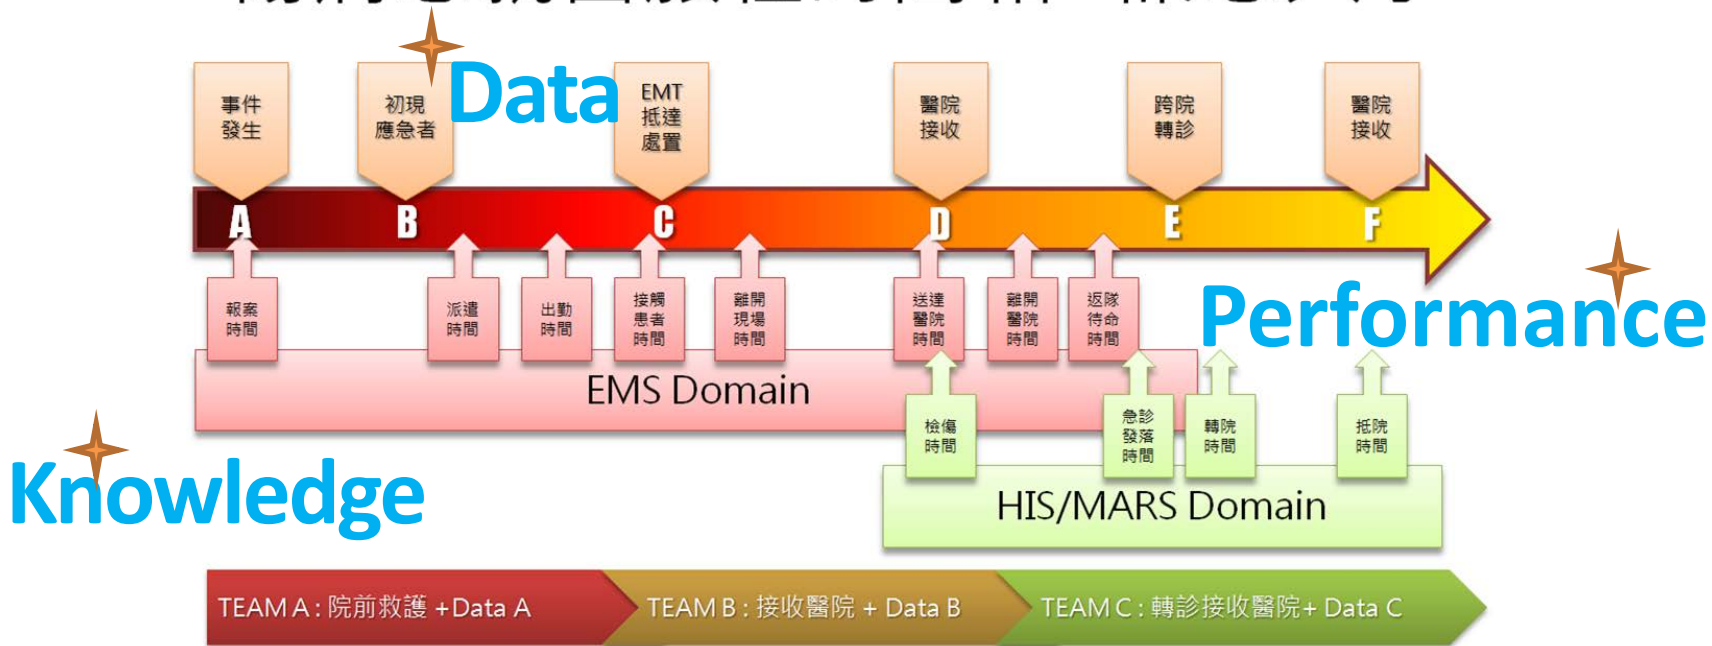 Data
事件
發生
初現
應急者
EMT
抵達
處置
醫院
接收
跨院
轉診
醫院
接收
A
B
C
D
E
F
報案
時間
派遣
時間
出勤
時間
接觸
患者
時間
離開
現場
時間
送達
醫院
時間
離開
醫院
時間
返隊
待命
時間
Performance
EMS Domain
檢傷
時間
急診
發落
時間
轉院
時間
抵院
時間
Knowledge
HIS/MARS Domain
TEAM A : 院前救護 +Data A
TEAM B : 接收醫院 + Data B
TEAM C : 轉診接收醫院+ Data C